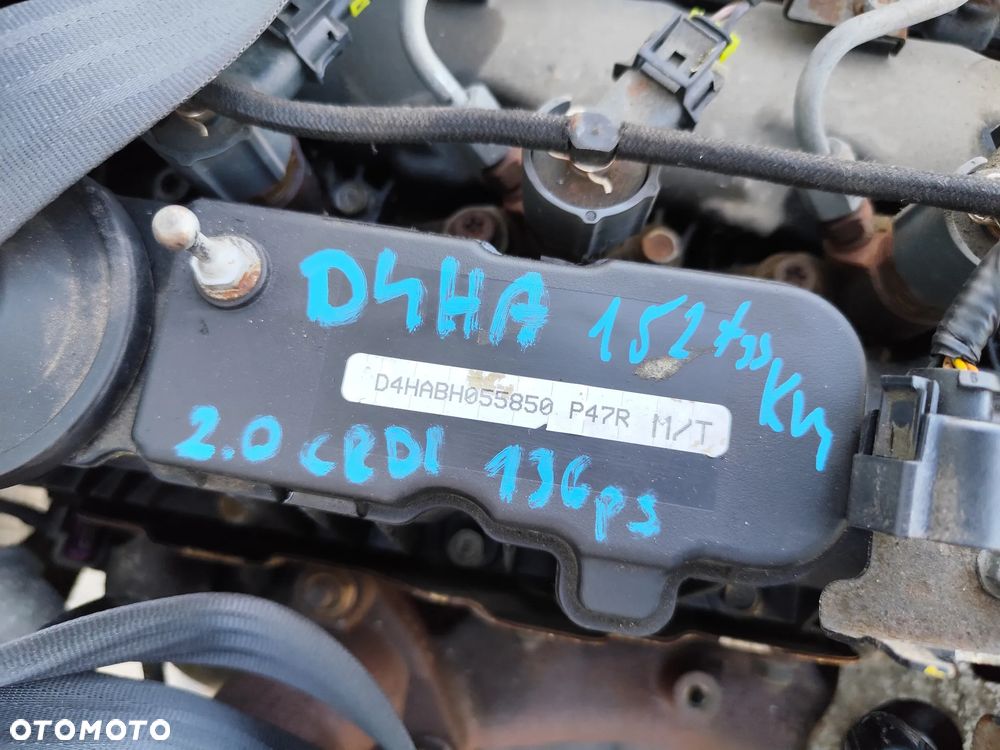 D4HA 152 tys Km
D4HABH055850 P47R M/T
2.0 CRDI 136ps
OTOMOTO